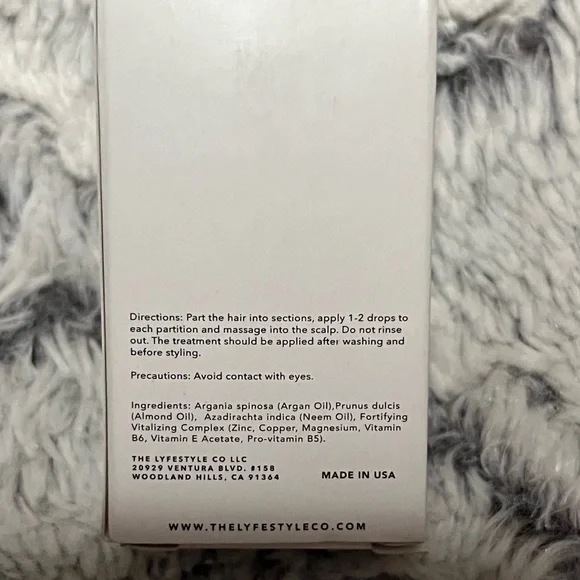 Directions: Part the hair into sections, apply 1-2 drops to
each partition and massage into the scalp. Do not rinse
out. The treatment should be applied after washing and
before styling.
Precautions: Avoid contact with eyes.
Ingredients: Argania spinosa (Argan Oil),Prunus dulcis
(Almond Oil), Azadirachta indica (Neem Oil), Fortifying
Vitalizing Complex (Zinc, Copper, Magnesium, Vitamin
B6, Vitamin E Acetate, Pro-vitamin B5).
THE LYFESTYLE CO LLC
20929 VENTURA BLVD. #158
WOODLAND HILLS, CA 91364
MADE IN USA
WWW.THELYFESTYLECO.COM